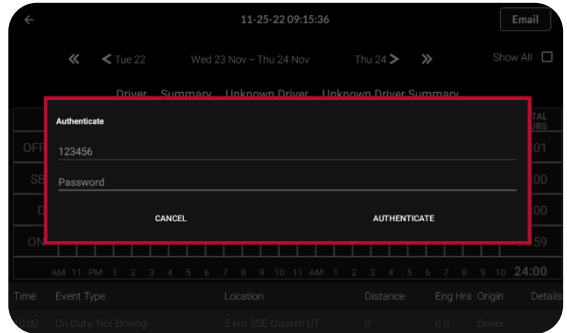 11-25-22 09:15:36
Email
Tue 22
Wed 23 Nov – Thu 24 Nov
Thu 24
Show All
Driver Summary Unknown Driver Unknown Driver Summary
Authenticate
123456
Password
CANCEL
AUTHENTICATE
OFF
01
SB
00
D
00
ON
59
AM 11 PM 1 2 3 4 5 6 7 8 9 10 11 AM 1 2 3 4 5 6 7 8 9 10 24:00
Time Event Type Location Distance Eng Hrs Origin Details
On Duty, Not Driving 5 km SSE Oquirrh UT 0 0.0 Driver